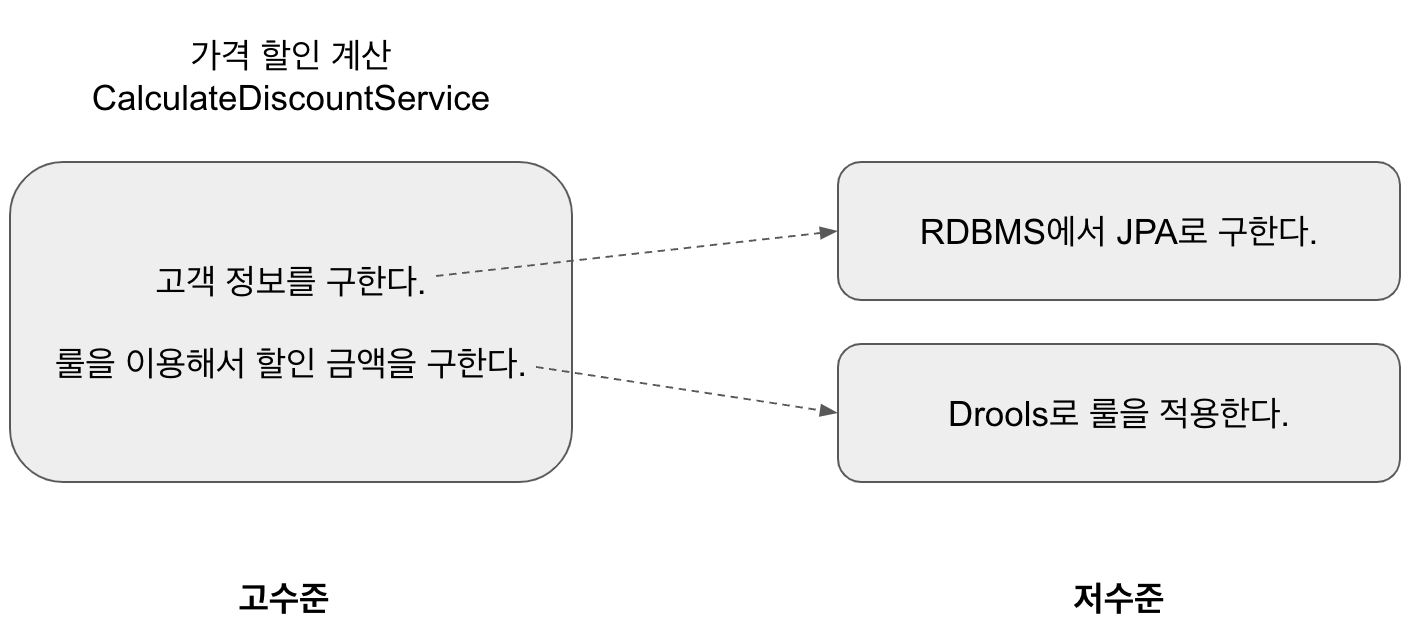 가격 할인 계산
CalculateDiscountService
고객 정보를 구한다.
룰을 이용해서 할인 금액을 구한다.
RDBMS에서 JPA로 구한다.
Drools로 룰을 적용한다.
고수준
저수준